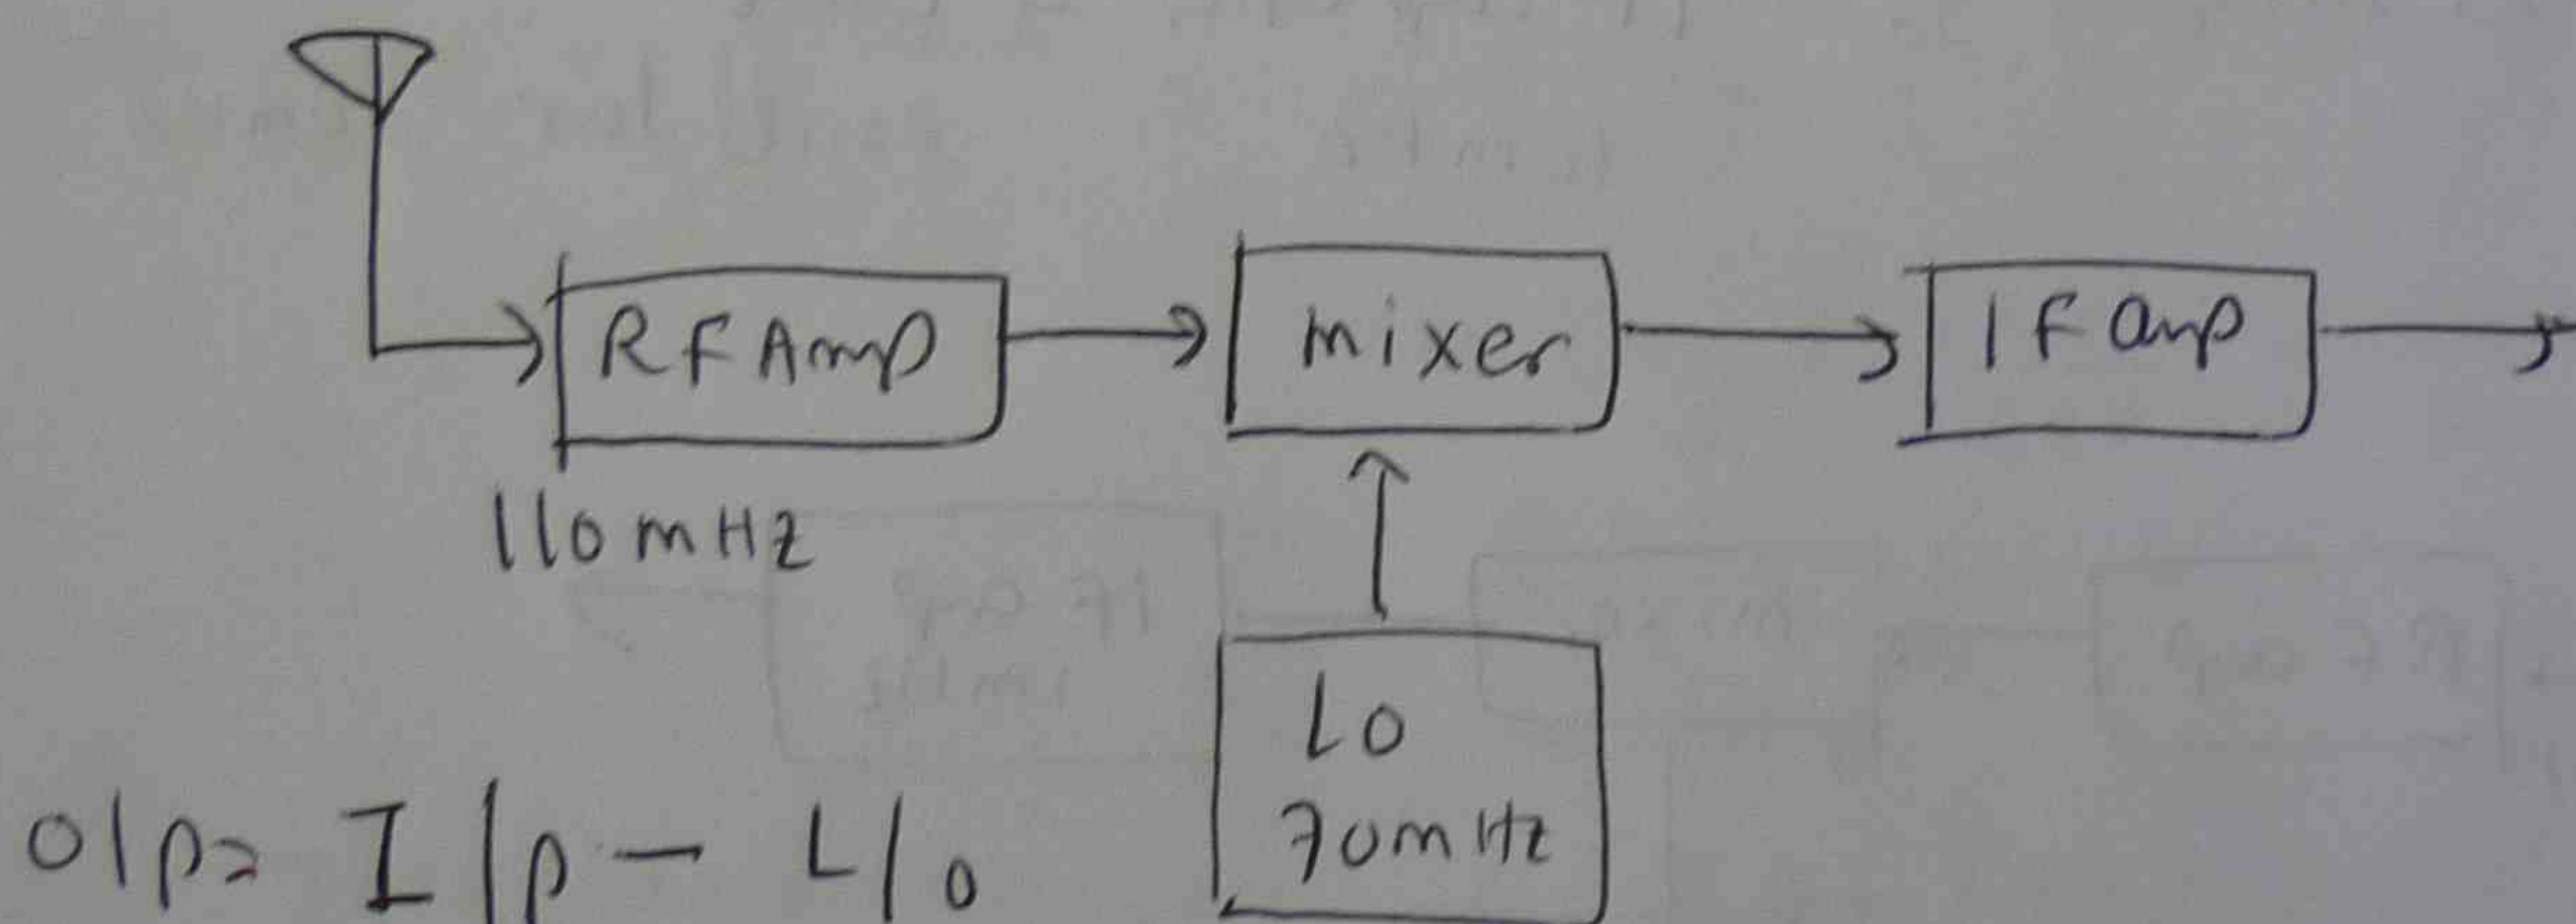 RF Amp
mixer
IF amp
110 mHz
LO
70 mHz
O/p = I/p - L/o